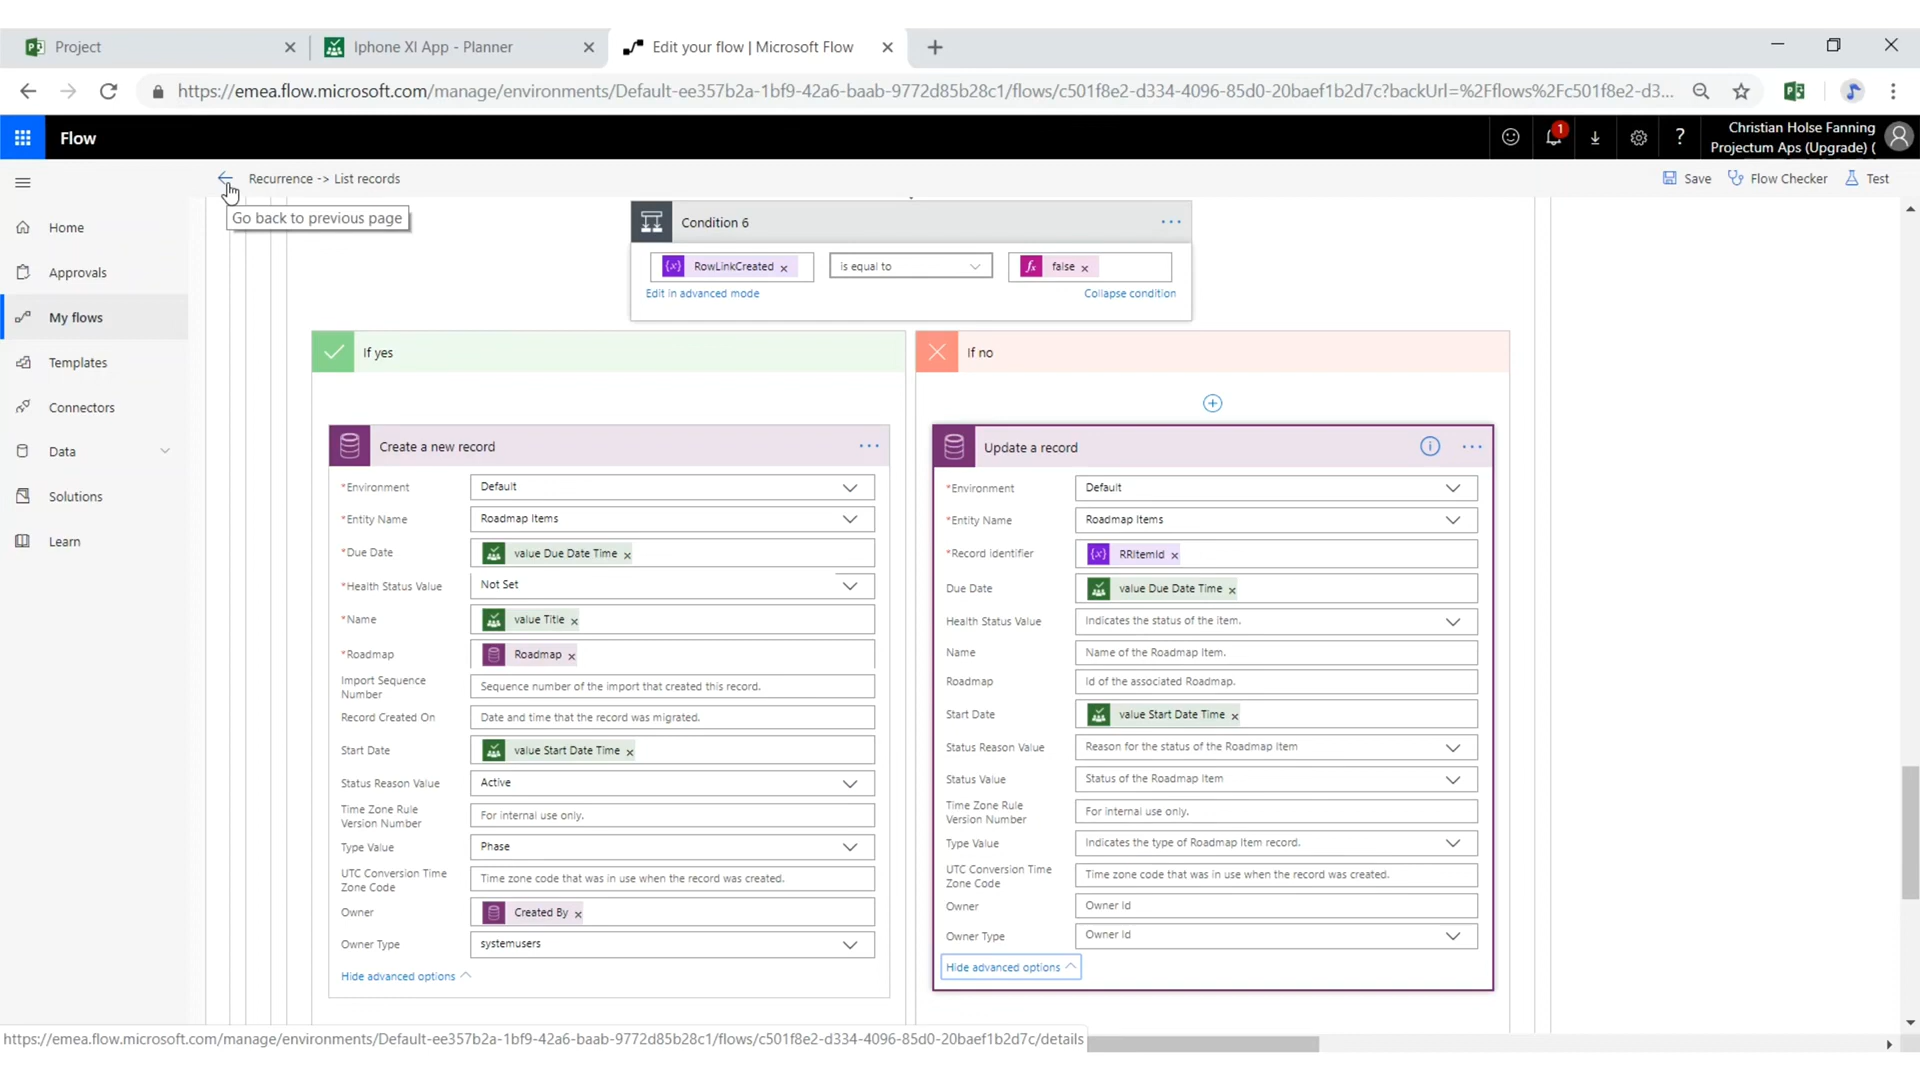 Project
Iphone XI App - Planner
Edit your flow | Microsoft Flow
https://emea.flow.microsoft.com/manage/environments/Default-ee357b2a-1bf9-42a6-baab-9772d85b28c1/flows/c501f8e2-d334-4096-85d0-20baef1b2d7c?backUrl=%2Fflows%2Fc501f8e2-d3...
Flow
1
?
Christian Holse Fanning
Projectum Aps (Upgrade) (
Recurrence -> List records
Save
Flow Checker
Test
Go back to previous page
Home
Approvals
My flows
Templates
Connectors
Data
Solutions
Learn
Condition 6
RowLinkCreated
is equal to
false
Edit in advanced mode
Collapse condition
If yes
If no
Create a new record
*Environment
Default
*Entity Name
Roadmap Items
*Due Date
value Due Date Time
*Health Status Value
Not Set
*Name
value Title
*Roadmap
Roadmap
Import Sequence
Number
Sequence number of the import that created this record.
Record Created On
Date and time that the record was migrated.
Start Date
value Start Date Time
Status Reason Value
Active
Time Zone Rule
Version Number
For internal use only.
Type Value
Phase
UTC Conversion Time
Zone Code
Time zone code that was in use when the record was created.
Owner
Created By
Owner Type
systemusers
Hide advanced options
Update a record
*Environment
Default
*Entity Name
Roadmap Items
*Record identifier
RRItemId
Due Date
value Due Date Time
Health Status Value
Indicates the status of the item.
Name
Name of the Roadmap Item.
Roadmap
Id of the associated Roadmap.
Start Date
value Start Date Time
Status Reason Value
Reason for the status of the Roadmap Item
Status Value
Status of the Roadmap Item
Time Zone Rule
Version Number
For internal use only.
Type Value
Indicates the type of Roadmap Item record.
UTC Conversion Time
Zone Code
Time zone code that was in use when the record was created.
Owner
Owner Id
Owner Type
Owner Id
Hide advanced options
https://emea.flow.microsoft.com/manage/environments/Default-ee357b2a-1bf9-42a6-baab-9772d85b28c1/flows/c501f8e2-d334-4096-85d0-20baef1b2d7c/details